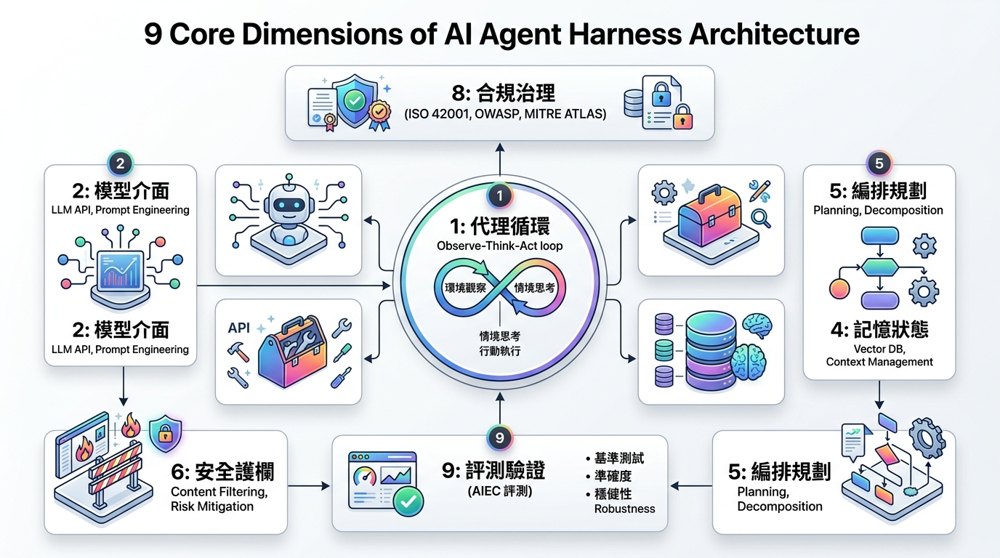 9 Core Dimensions of AI Agent Harness Architecture
8: 合規治理
(ISO 42001, OWASP, MITRE ATLAS)
2
2: 模型介面
LLM API, Prompt Engineering
2: 模型介面
LLM API, Prompt Engineering
API
1
1: 代理循環
Observe-Think-Act loop
環境觀察
情境思考
情境思考
行動執行
5
5: 編排規劃
Planning, Decomposition
4: 記憶狀態
Vector DB,
Context Management
6: 安全護欄
Content Filtering,
Risk Mitigation
9
9: 評測驗證
(AIEC 評測)
• 基準測試
• 準確度
• 穩健性
Robustness
5: 編排規劃
Planning,
Decomposition